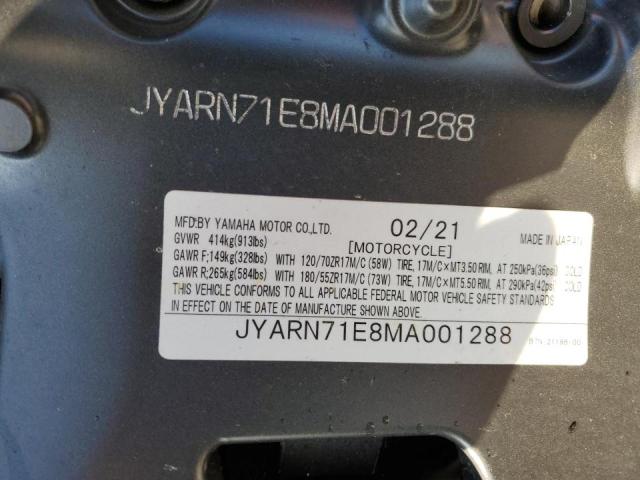 JYARN71E8MA001288
MFD.BY YAMAHA MOTOR CO.,LTD. 02/21 MADE IN JAPAN
GVWR 414kg(913lbs) [MOTORCYCLE]
GAWR F;149kg(328lbs) WITH 120/70ZR17M/C (58W) TIRE, 17M/C×MT3.50 RIM, AT 250kPa(36psi) COLD
GAWR R;265kg(584lbs) WITH 180/55ZR17M/C (73W) TIRE, 17M/C×MT5.50 RIM, AT 290kPa(42psi) COLD
THIS VEHICLE CONFORMS TO ALL APPLICABLE FEDERAL MOTOR VEHICLE SAFETY STANDARDS
IN EFFECT ON THE DATE OF MANUFACTURE SHOWN ABOVE.
JYARN71E8MA001288